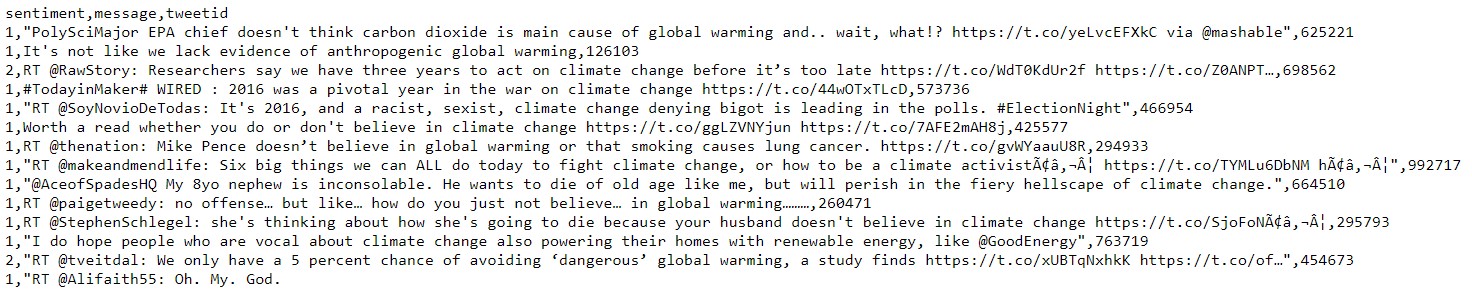 sentiment,message,tweetid
1,"PolySciMajor EPA chief doesn't think carbon dioxide is main cause of global warming and.. wait, what!? https://t.co/yeLvcEFXkC via @mashable",625221
1,It's not like we lack evidence of anthropogenic global warming,126103
2,RT @RawStory: Researchers say we have three years to act on climate change before it’s too late https://t.co/WdT0KdUr2f https://t.co/Z0ANPT…,698562
1,#TodayinMaker# WIRED : 2016 was a pivotal year in the war on climate change https://t.co/44wOTxTLcD,573736
1,"RT @SoyNovioDeTodas: It's 2016, and a racist, sexist, climate change denying bigot is leading in the polls. #ElectionNight",466954
1,Worth a read whether you do or don't believe in climate change https://t.co/ggLZVNYjun https://t.co/7AFE2mAH8j,425577
1,RT @thenation: Mike Pence doesn’t believe in global warming or that smoking causes lung cancer. https://t.co/gvWYaauU8R,294933
1,"RT @makeandmendlife: Six big things we can ALL do today to fight climate change, or how to be a climate activistÃ¢â‚¬Â¦ https://t.co/TYMLu6DbNM hÃ¢â‚¬Â¦",992717
1,"@AceofSpadesHQ My 8yo nephew is inconsolable. He wants to die of old age like me, but will perish in the fiery hellscape of climate change.",664510
1,RT @paigetweedy: no offense… but like… how do you just not believe… in global warming………,260471
1,RT @StephenSchlegel: she's thinking about how she's going to die because your husband doesn't believe in climate change https://t.co/SjoFoNÃ¢â‚¬Â¦,295793
1,"I do hope people who are vocal about climate change also powering their homes with renewable energy, like @GoodEnergy",763719
2,"RT @tveitdal: We only have a 5 percent chance of avoiding ‘dangerous’ global warming, a study finds https://t.co/xUBTqNxhkK https://t.co/of…",454673
1,"RT @Alifaith55: Oh. My. God.